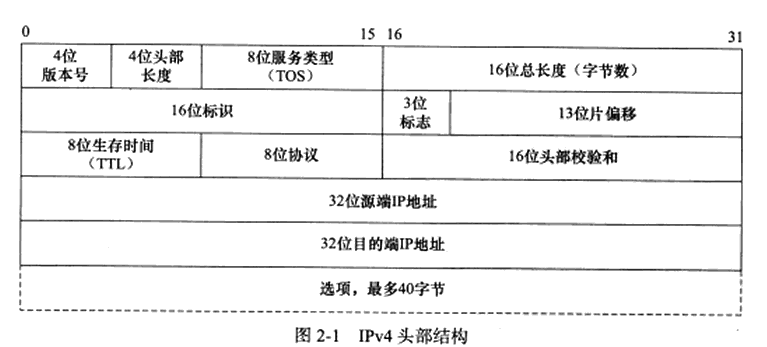 0 15 16 31
4位 4位头部 8位服务类型 16位总长度（字节数）
版本号 长度 （TOS）
16位标识 3位 13位片偏移
标志
8位生存时间 8位协议 16位头部校验和
（TTL）
32位源端IP地址
32位目的端IP地址
选项，最多40字节
图 2-1 IPv4 头部结构